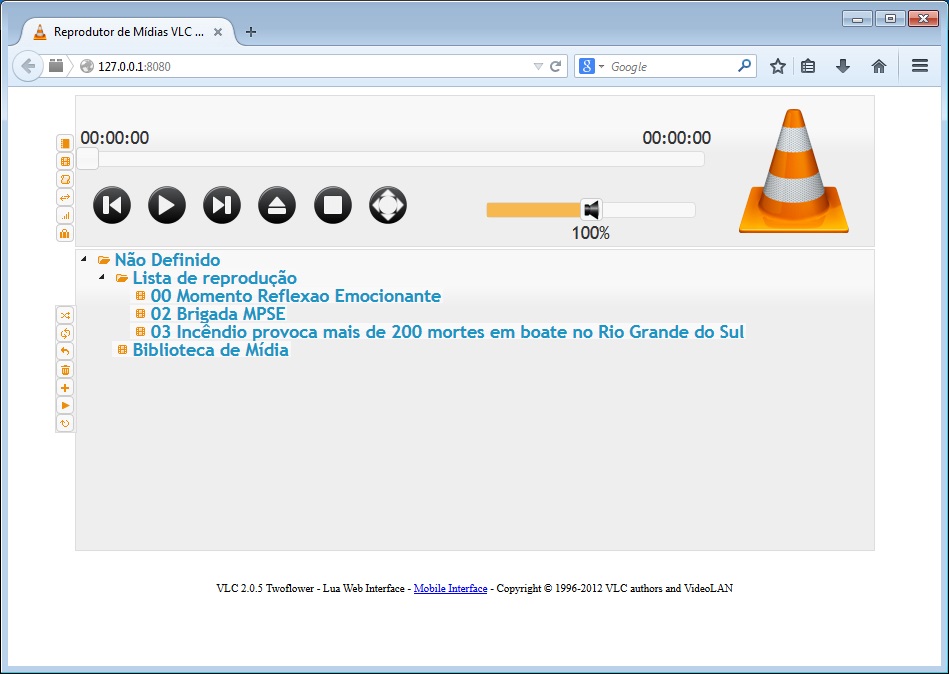 Reprodutor de Mídias VLC ...
127.0.0.1:8080
8 Google
00:00:00 00:00:00
100%
Não Definido
Lista de reprodução
00 Momento Reflexao Emocionante
02 Brigada MPSE
03 Incêndio provoca mais de 200 mortes em boate no Rio Grande do Sul
Biblioteca de Mídia
VLC 2.0.5 Twoflower - Lua Web Interface - Mobile Interface - Copyright © 1996-2012 VLC authors and VideoLAN